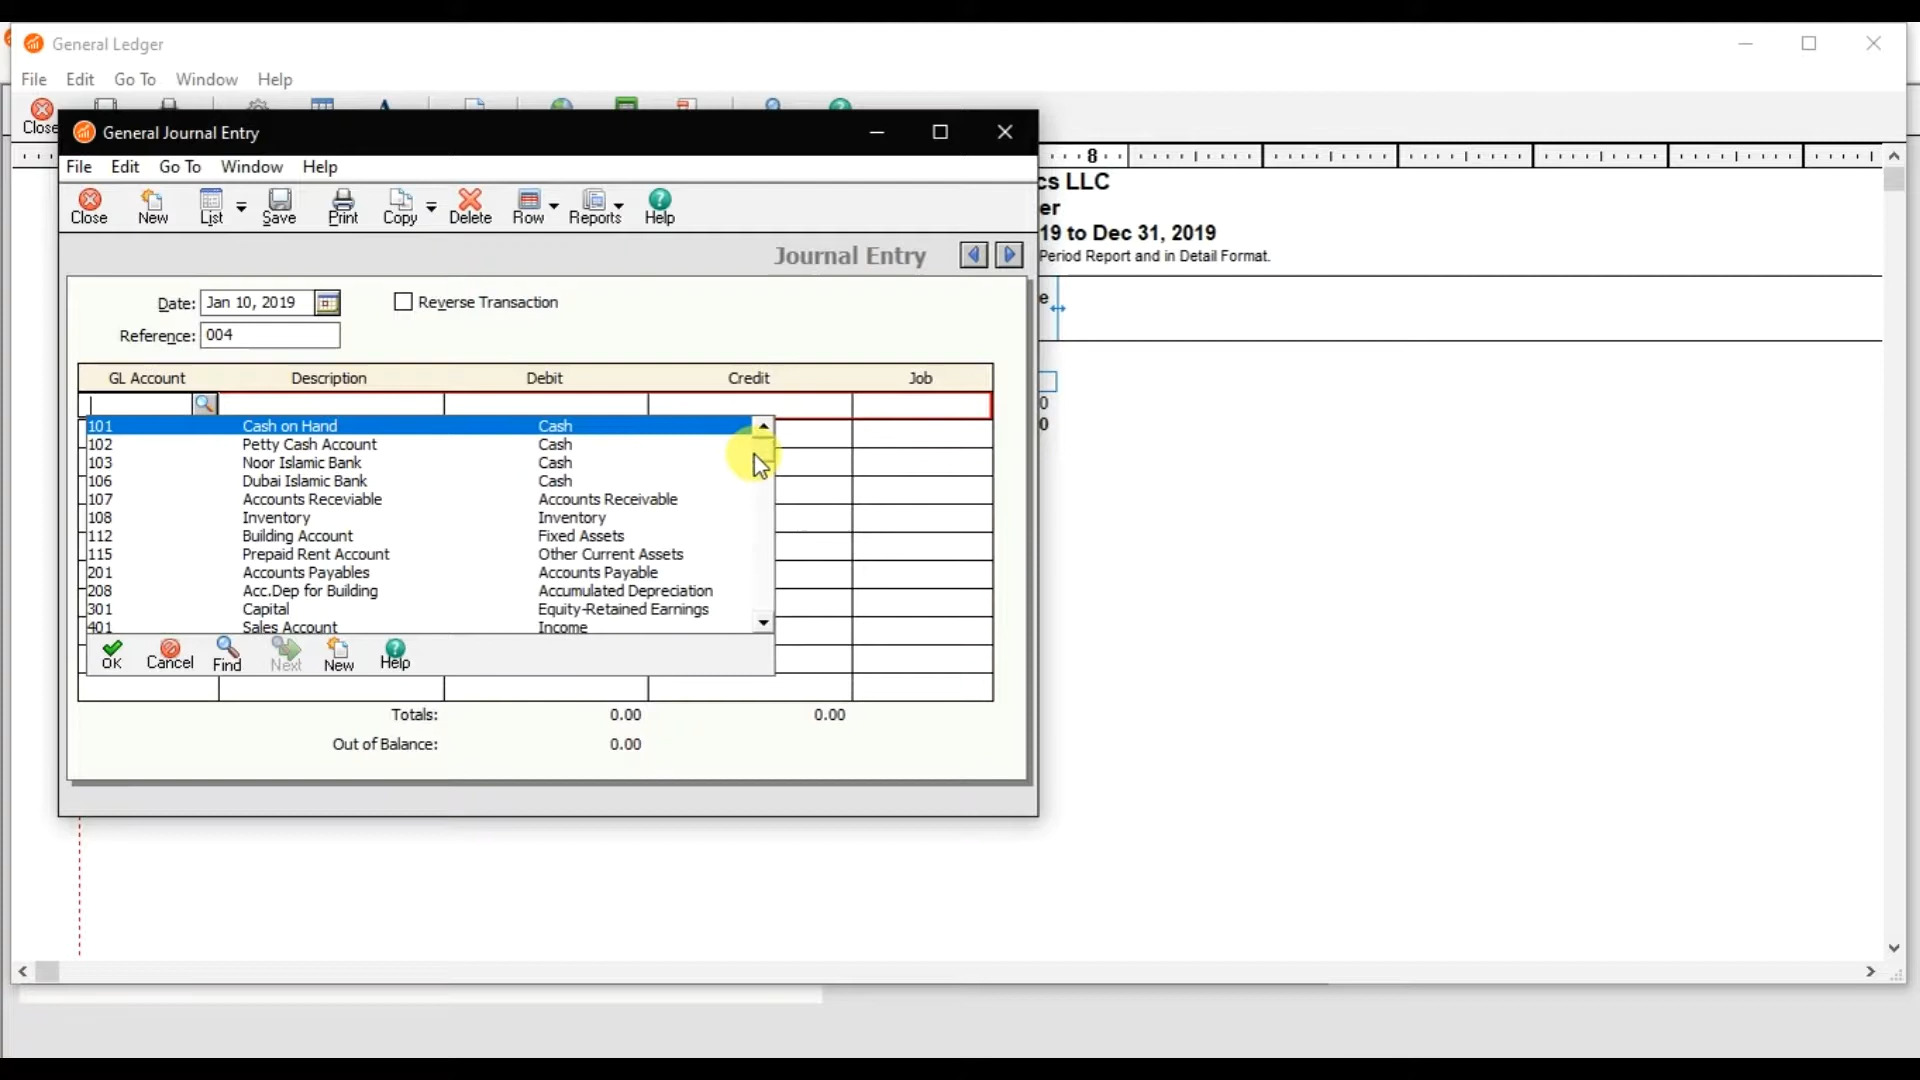 General Ledger
File Edit Go To Window Help
Close
General Journal Entry
File Edit Go To Window Help
Close New List Save Print Copy Delete Row Reports Help
Journal Entry
Date: Jan 10, 2019 Reverse Transaction
Reference: 004
GL Account Description Debit Credit Job
101 Cash on Hand Cash
102 Petty Cash Account Cash
103 Noor Islamic Bank Cash
106 Dubai Islamic Bank Cash
107 Accounts Receviable Accounts Receivable
108 Inventory Inventory
112 Building Account Fixed Assets
115 Prepaid Rent Account Other Current Assets
201 Accounts Payables Accounts Payable
208 Acc.Dep for Building Accumulated Depreciation
301 Capital Equity-Retained Earnings
401 Sales Account Income
OK Cancel Find Next New Help
Totals: 0.00 0.00
Out of Balance: 0.00
8
cs LLC
er
19 to Dec 31, 2019
Period Report and in Detail Format.
e
0
0